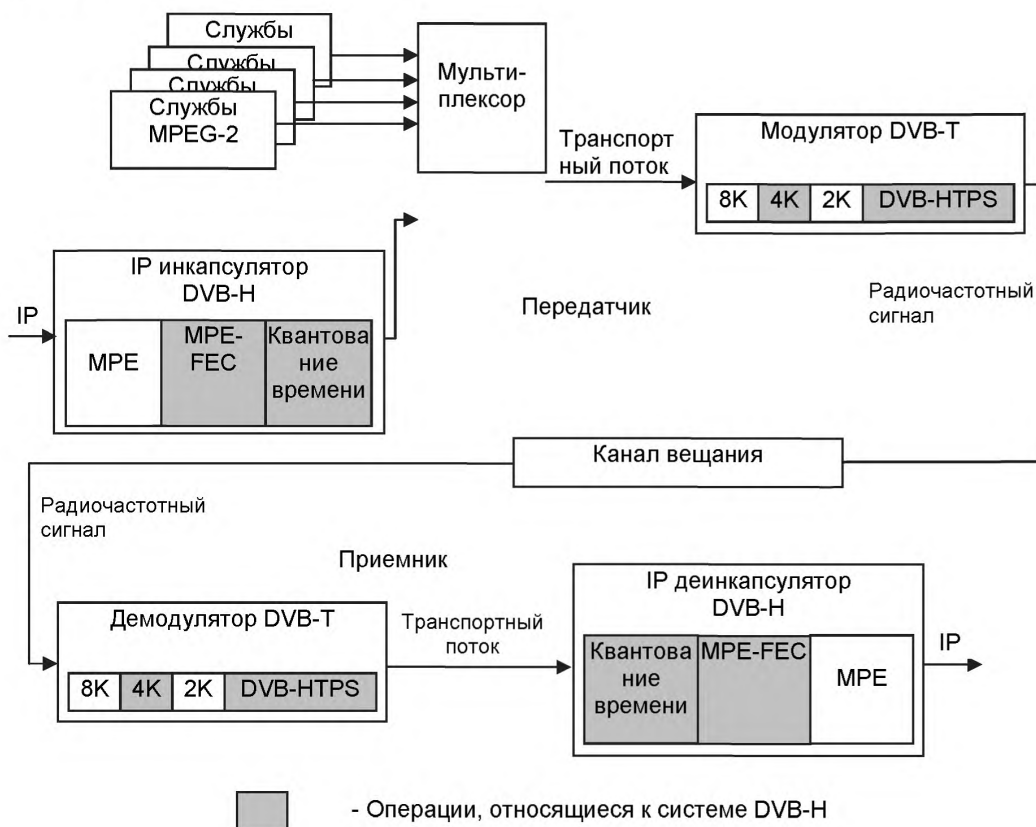 Службы
Службы
Службы
Службы
MPEG-2
Мульти-
плексор
Транспорт
ный поток
Модулятор DVB-T
8K 4K 2K DVB-HTPS
IP
IP инкапсулятор
DVB-H
MPE
MPE-
FEC
Квантова
ние
времени
Передатчик
Радиочастотный
сигнал
Канал вещания
Радиочастотный
сигнал
Приемник
Демодулятор DVB-T
8K 4K 2K DVB-HTPS
Транспортный
поток
IP деинкапсулятор
DVB-H
Квантова
ние
времени
MPE-FEC
MPE
IP
- Операции, относящиеся к системе DVB-H